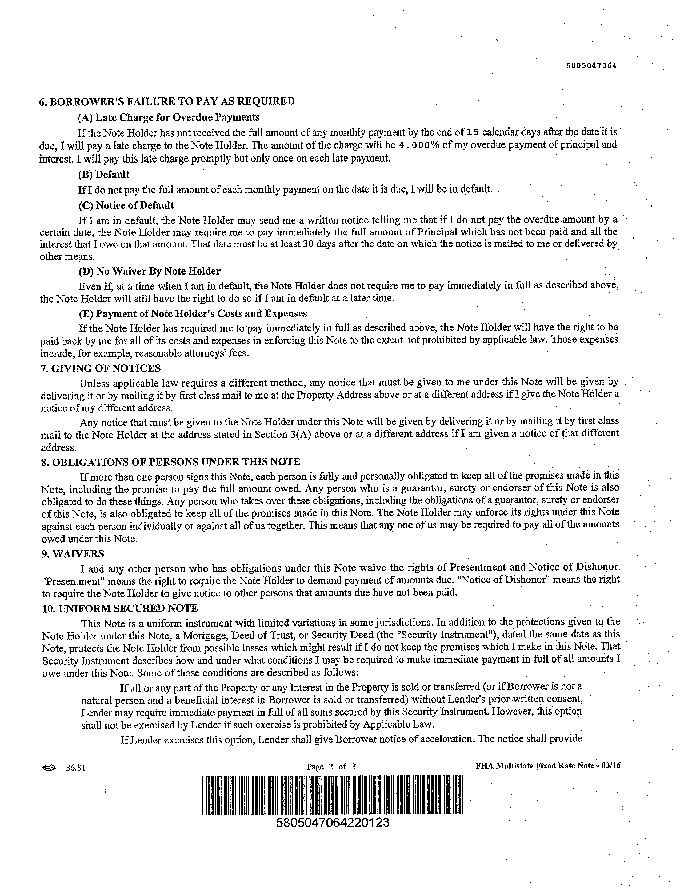 6. BORROWER'S FAILURE TO PAY AS REQUIRED
(A) Late Charge for Overdue Payments
If the Note Holder has not received the full amount of any monthly payment by the end of 15 calendar days after the date it is
due, I will pay a late charge to the Note Holder. The amount of the charge will be 4.000% of my overdue payment of principal and
interest. I will pay this late charge promptly but only once on each late payment.
(B) Default
If I do not pay the full amount of each monthly payment on the date it is due, I will be in default.
(C) Notice of Default
If I am in default, the Note Holder may send me a written notice telling me that if I do not pay the overdue amount by a
certain date, the Note Holder may require me to pay immediately the full amount of Principal which has not been paid and all the
interest that I owe on that amount. That date must be at least 30 days after the date on which the notice is mailed to me or delivered by
other means.
(D) No Waiver By Note Holder
Even if, at a time when I am in default, the Note Holder does not require me to pay immediately in full as described above,
the Note Holder will still have the right to do so if I am in default at a later time.
(E) Payment of Note Holder's Costs and Expenses
If the Note Holder has required me to pay immediately in full as described above, the Note Holder will have the right to be
paid back by me for all of its costs and expenses in enforcing this Note to the extent not prohibited by applicable law. Those expenses
include, for example, reasonable attorneys' fees.
7. GIVING OF NOTICES
Unless applicable law requires a different method, any notice that must be given to me under this Note will be given by
delivering it or by mailing it by first class mail to me at the Property Address above or at a different address if I give the Note Holder a
notice of my different address.
Any notice that must be given to the Note Holder under this Note will be given by delivering it or by mailing it by first class
mail to the Note Holder at the address stated in Section 3(A) above or at a different address if I am given a notice of that different
address.
8. OBLIGATIONS OF PERSONS UNDER THIS NOTE
If more than one person signs this Note, each person is fully and personally obligated to keep all of the promises made in this
Note, including the promise to pay the full amount owed. Any person who is a guarantor, surety or endorser of this Note is also
obligated to do these things. Any person who takes over these obligations, including the obligations of a guarantor, surety or endorser
of this Note, is also obligated to keep all of the promises made in this Note. The Note Holder may enforce its rights under this Note
against each person individually or against all of us together. This means that any one of us may be required to pay all of the amounts
owed under this Note.
9. WAIVERS
I and any other person who has obligations under this Note waive the rights of Presentment and Notice of Dishonor.
"Presentment" means the right to require the Note Holder to demand payment of amounts due. "Notice of Dishonor" means the right
to require the Note Holder to give notice to other persons that amounts due have not been paid.
10. UNIFORM SECURED NOTE
This Note is a uniform instrument with limited variations in some jurisdictions. In addition to the protections given to the
Note Holder under this Note, a Mortgage, Deed of Trust, or Security Deed (the "Security Instrument"), dated the same date as this
Note, protects the Note Holder from possible losses which might result if I do not keep the promises which I make in this Note. That
Security Instrument describes how and under what conditions I may be required to make immediate payment in full of all amounts I
owe under this Note. Some of those conditions are described as follows:
If all or any part of the Property or any Interest in the Property is sold or transferred (or if Borrower is not a
natural person and a beneficial interest in Borrower is sold or transferred) without Lender's prior written consent,
Lender may require immediate payment in full of all sums secured by this Security Instrument. However, this option
shall not be exercised by Lender if such exercise is prohibited by Applicable Law.
If Lender exercises this option, Lender shall give Borrower notice of acceleration. The notice shall provide
Page of 3 FHA Multistate Fixed Rate Note - 03/16
5805047064220123